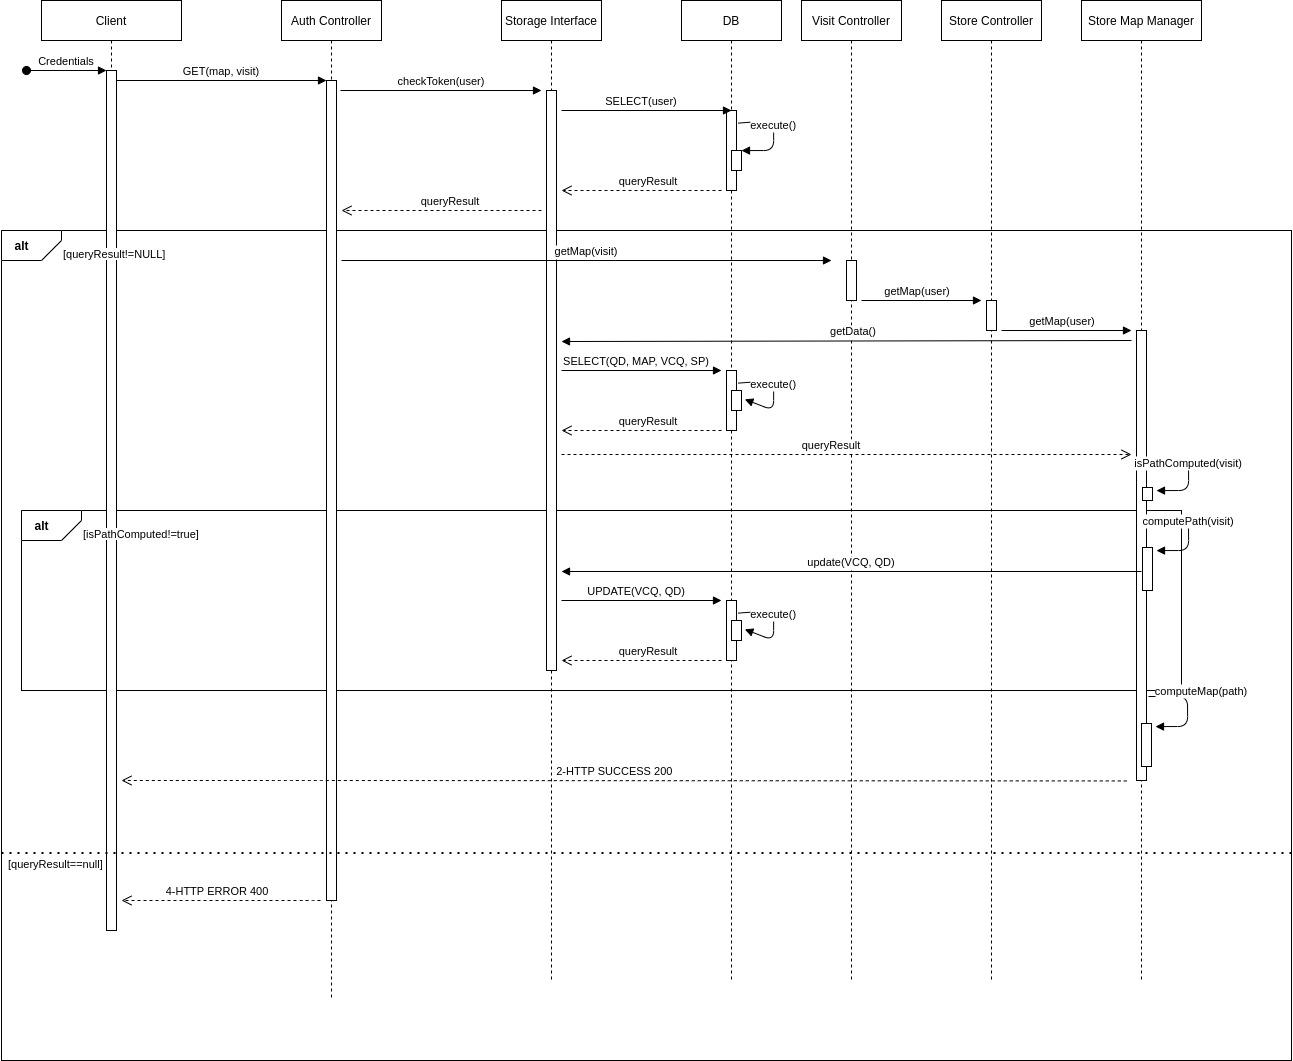 Client
Auth Controller
Storage Interface
DB
Visit Controller
Store Controller
Store Map Manager
Credentials
GET(map, visit)
checkToken(user)
SELECT(user)
execute()
queryResult
queryResult
alt
[queryResult!=NULL]
getMap(visit)
getMap(user)
getMap(user)
getData()
SELECT(QD, MAP, VCQ, SP)
execute()
queryResult
queryResult
isPathComputed(visit)
alt
[isPathComputed!=true]
computePath(visit)
update(VCQ, QD)
UPDATE(VCQ, QD)
execute()
queryResult
computeMap(path)
2-HTTP SUCCESS 200
[queryResult==null]
4-HTTP ERROR 400